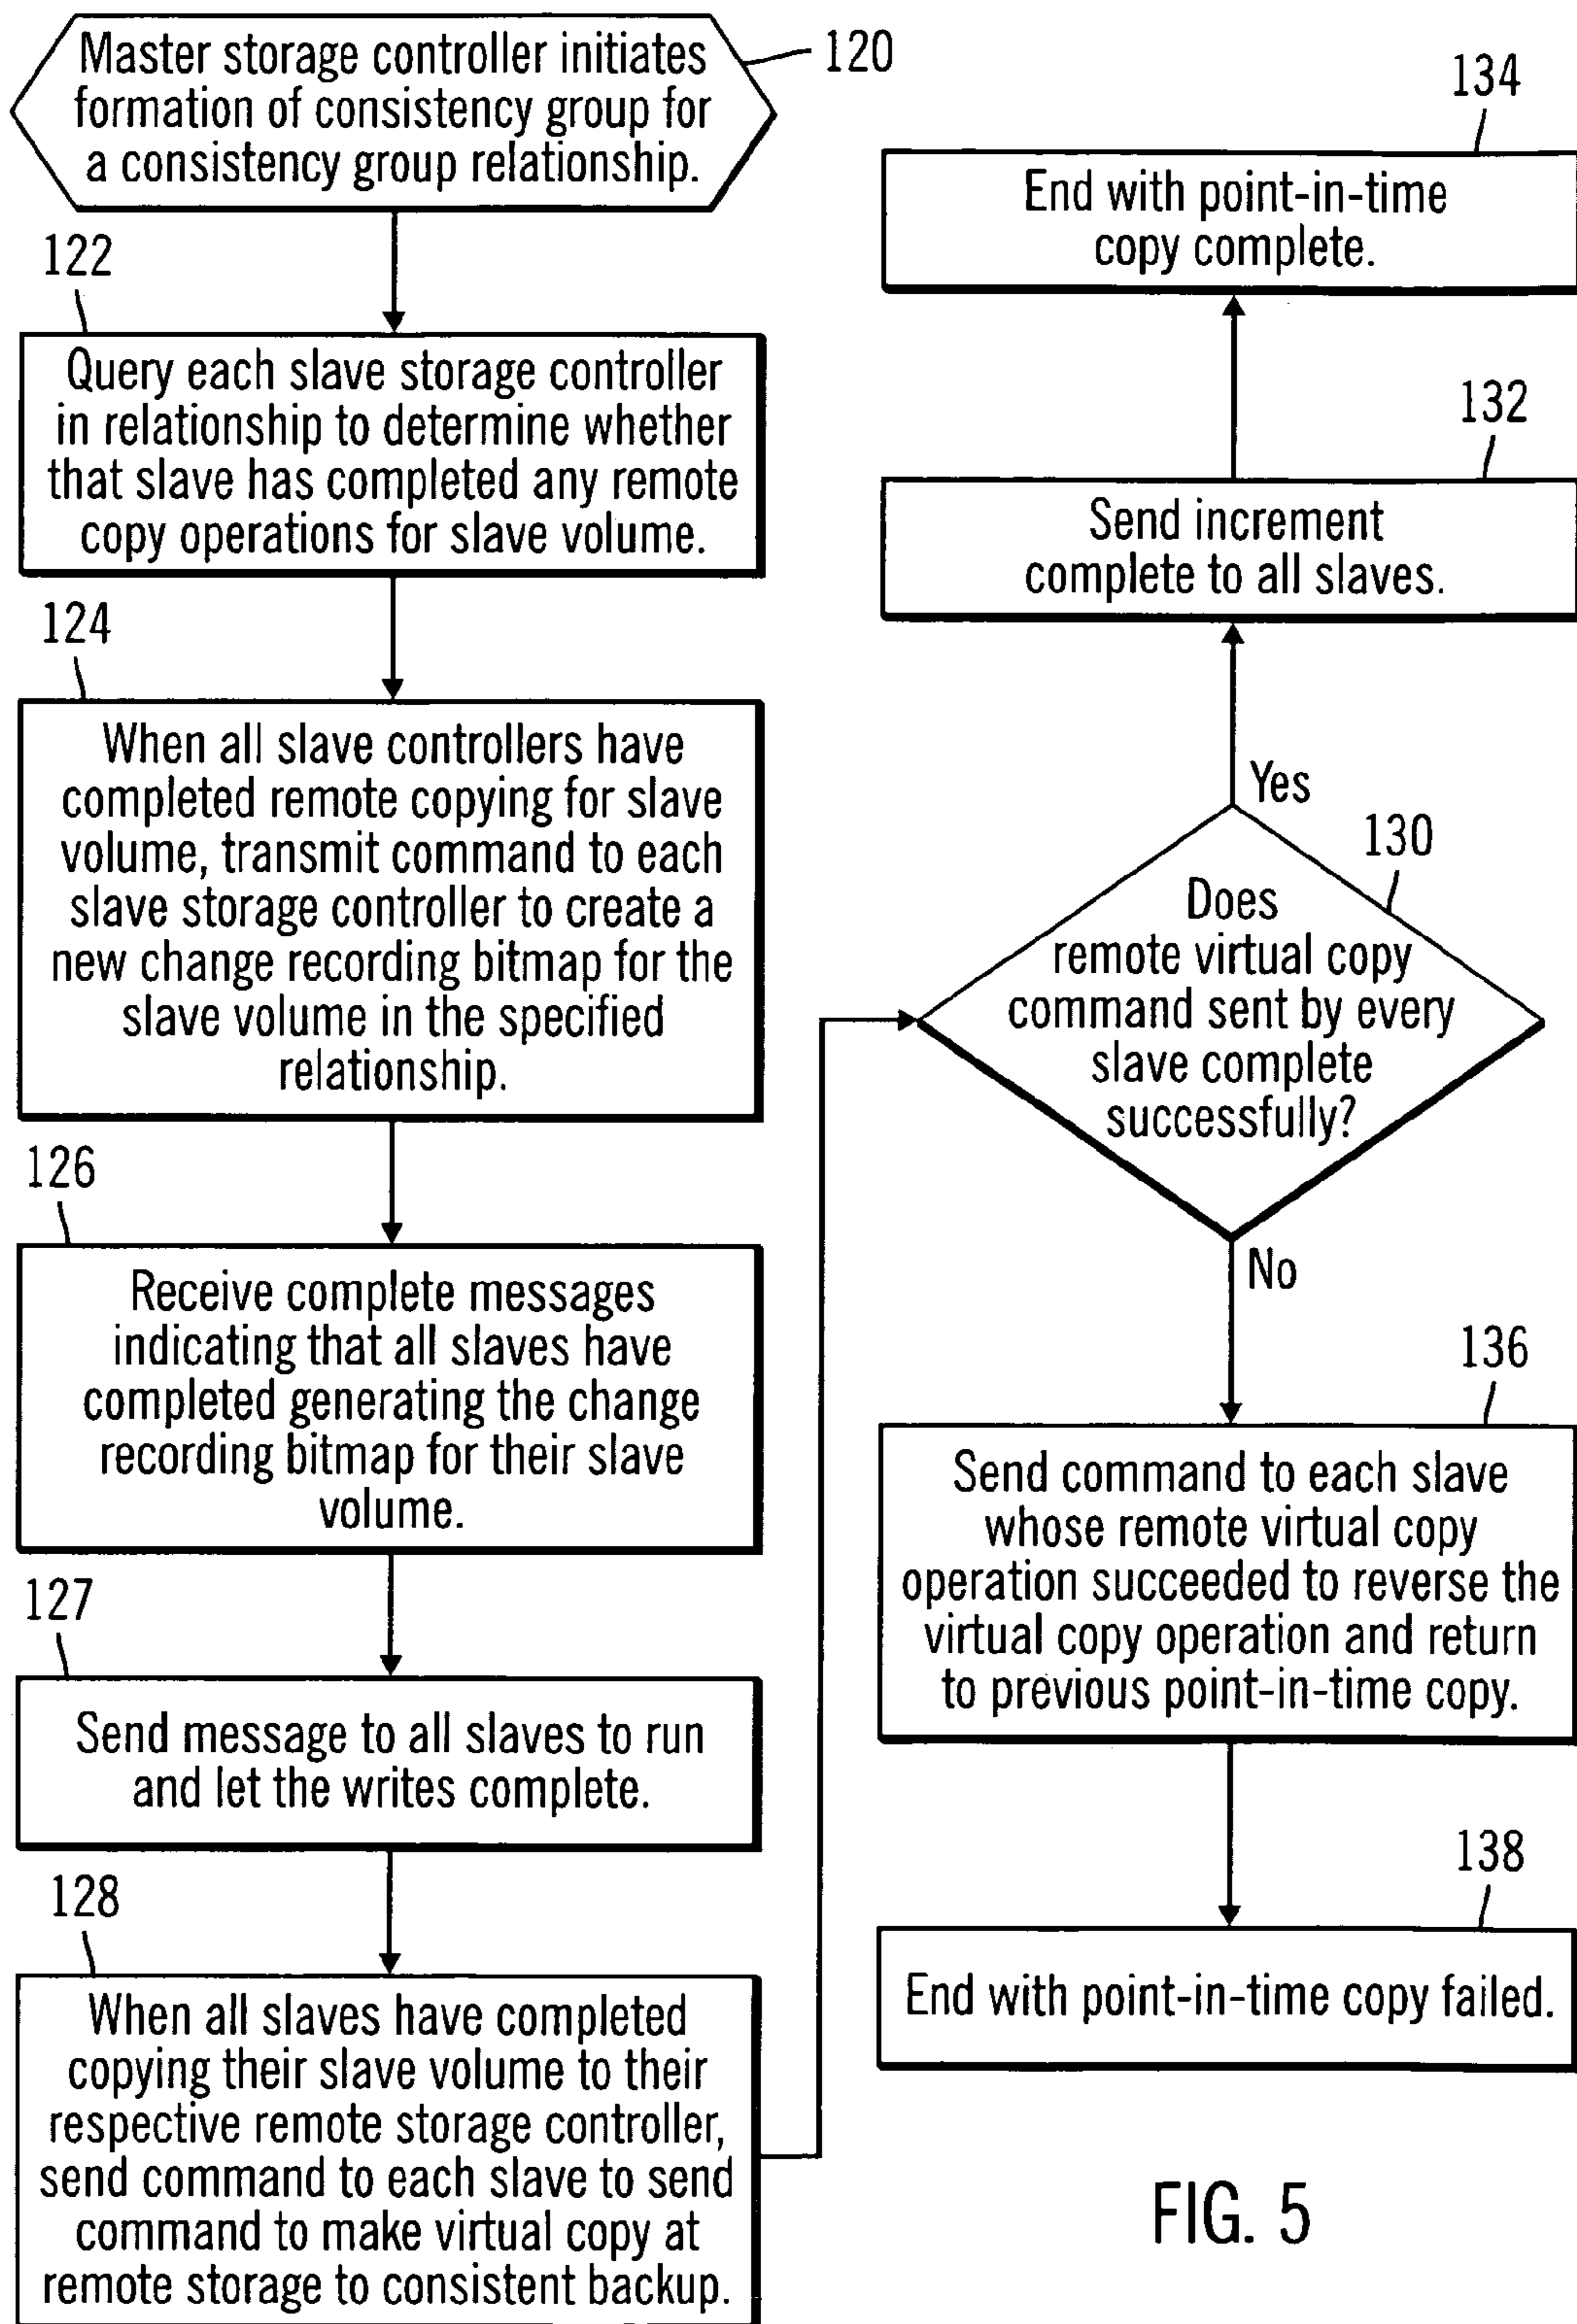 Master storage controller initiates
formation of consistency group for
a consistency group relationship.
120
122
Query each slave storage controller
in relationship to determine whether
that slave has completed any remote
copy operations for slave volume.
124
When all slave controllers have
completed remote copying for slave
volume, transmit command to each
slave storage controller to create a
new change recording bitmap for the
slave volume in the specified
relationship.
126
Receive complete messages
indicating that all slaves have
completed generating the change
recording bitmap for their slave
volume.
127
Send message to all slaves to run
and let the writes complete.
128
When all slaves have completed
copying their slave volume to their
respective remote storage controller,
send command to each slave to send
command to make virtual copy at
remote storage to consistent backup.
134
End with point-in-time
copy complete.
132
Send increment
complete to all slaves.
Yes
130
Does
remote virtual copy
command sent by every
slave complete
successfully?
No
136
Send command to each slave
whose remote virtual copy
operation succeeded to reverse the
virtual copy operation and return
to previous point-in-time copy.
138
End with point-in-time copy failed.
FIG. 5